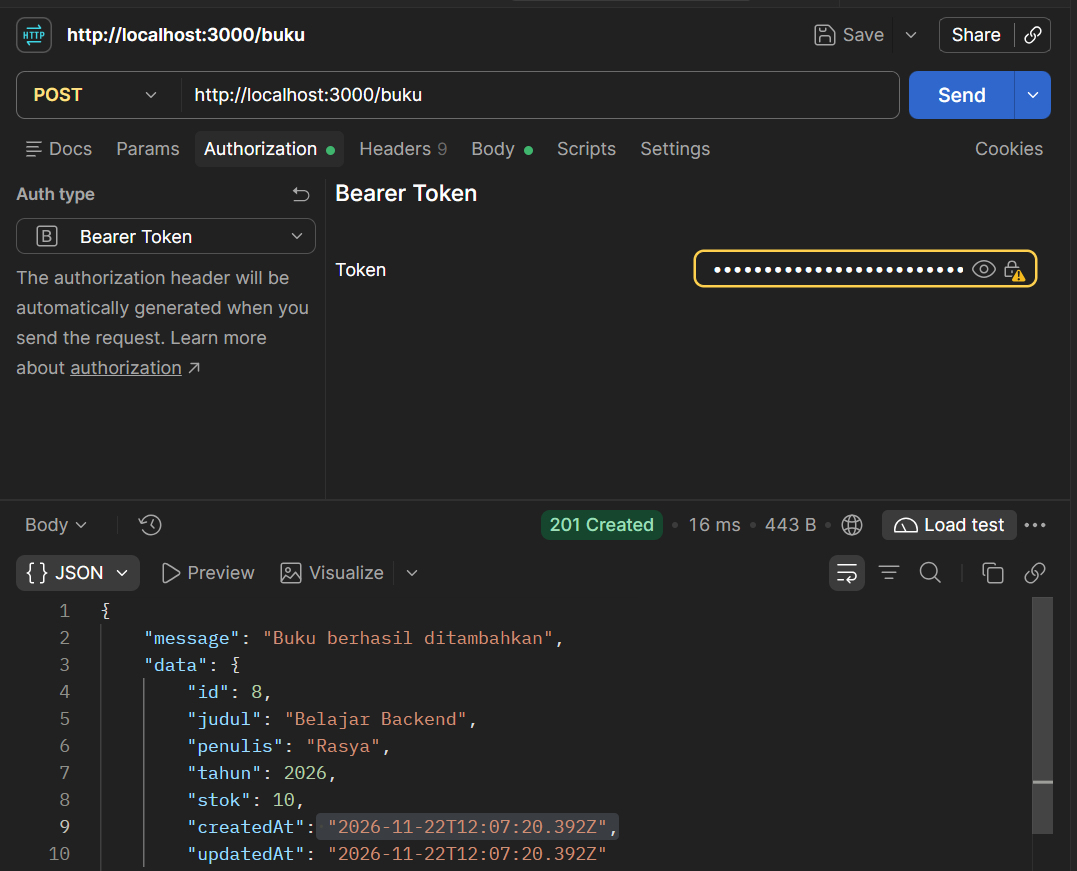 HTTP http://localhost:3000/buku Save Share
POST http://localhost:3000/buku Send
Docs Params Authorization Headers 9 Body Scripts Settings Cookies
Auth type
B Bearer Token
The authorization header will be
automatically generated when you
send the request. Learn more
about authorization ↗
Bearer Token
Token ••••••••••••••••••••••••
Body 201 Created • 16 ms • 443 B • Load test
{ } JSON Preview Visualize
1 {
2 "message": "Buku berhasil ditambahkan",
3 "data": {
4 "id": 8,
5 "judul": "Belajar Backend",
6 "penulis": "Rasya",
7 "tahun": 2026,
8 "stok": 10,
9 "createdAt": "2026-11-22T12:07:20.392Z",
10 "updatedAt": "2026-11-22T12:07:20.392Z"